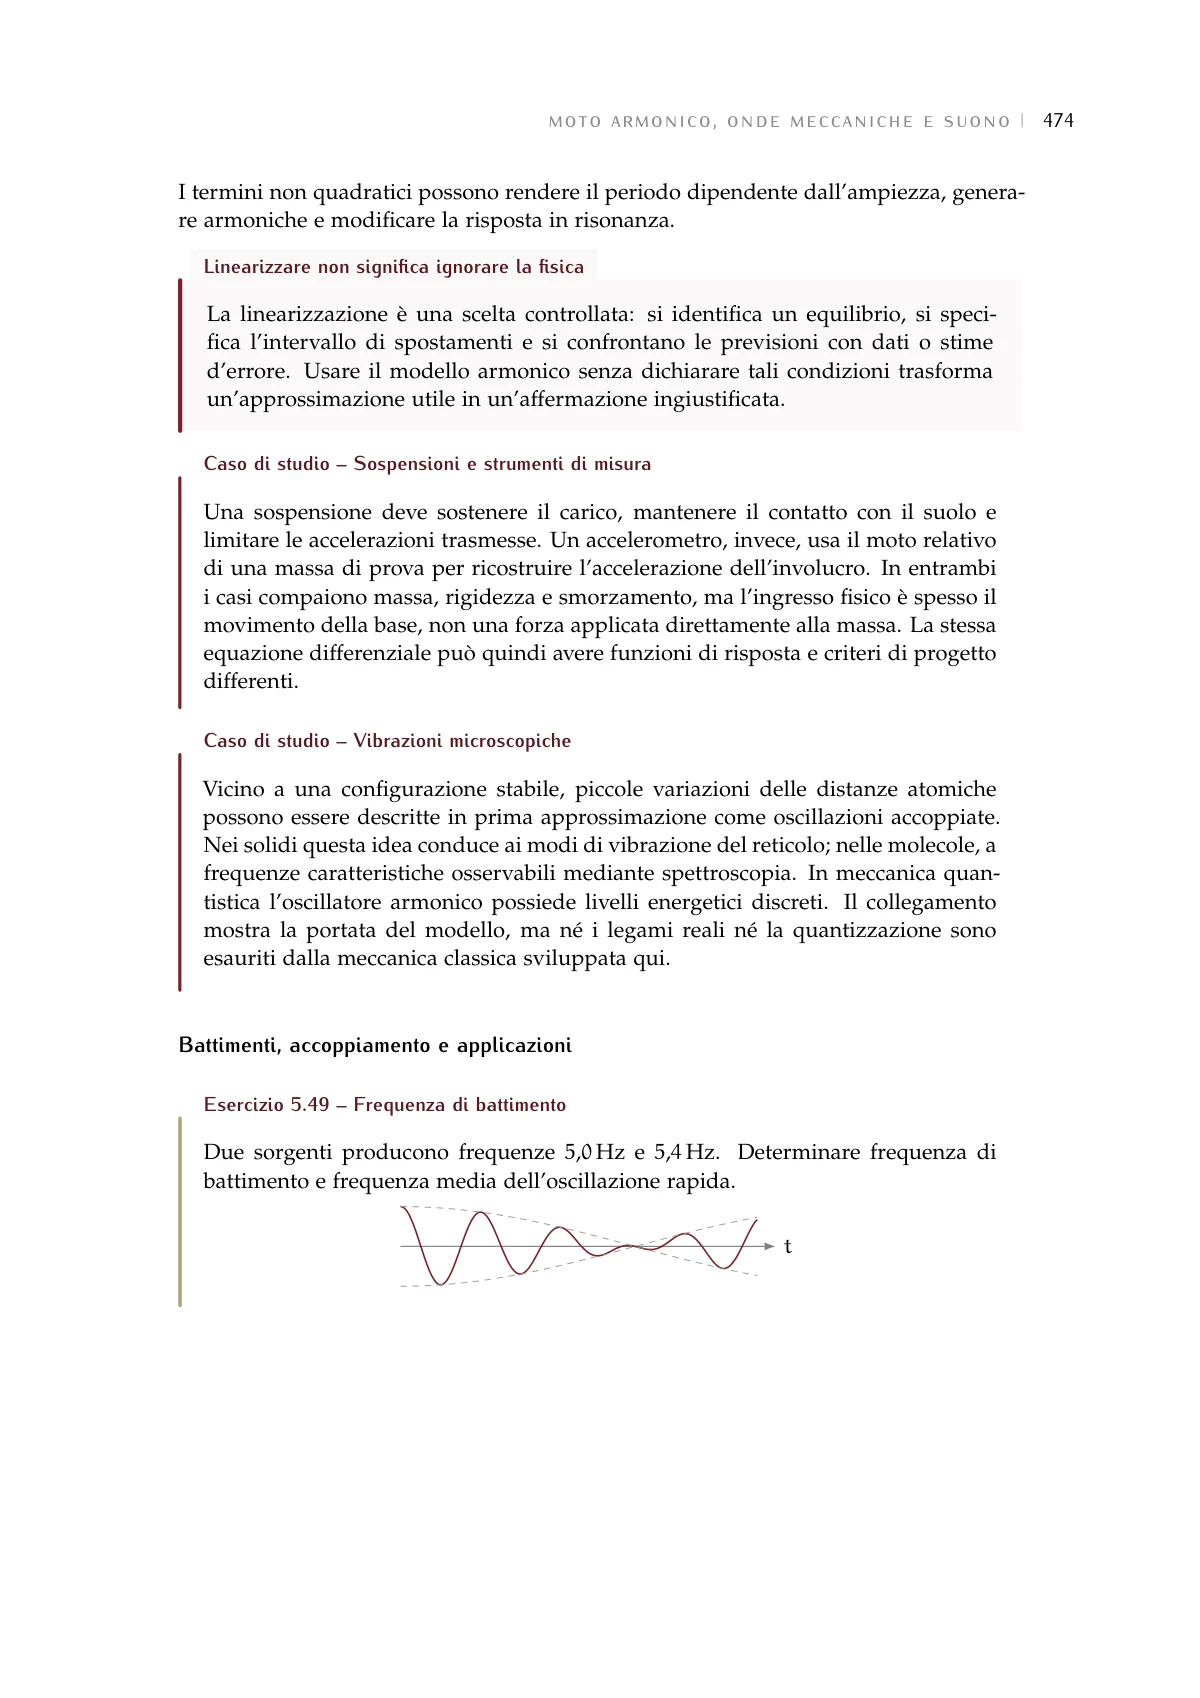 MOTO ARMONICO, ONDE MECCANICHE E SUONO | 474
I termini non quadratici possono rendere il periodo dipendente dall’ampiezza, genera-
re armoniche e modificare la risposta in risonanza.
Linearizzare non significa ignorare la fisica
La linearizzazione è una scelta controllata: si identifica un equilibrio, si speci-
fica l’intervallo di spostamenti e si confrontano le previsioni con dati o stime
d’errore. Usare il modello armonico senza dichiarare tali condizioni trasforma
un’approssimazione utile in un’affermazione ingiustificata.
Caso di studio – Sospensioni e strumenti di misura
Una sospensione deve sostenere il carico, mantenere il contatto con il suolo e
limitare le accelerazioni trasmesse. Un accelerometro, invece, usa il moto relativo
di una massa di prova per ricostruire l’accelerazione dell’involucro. In entrambi
i casi compaiono massa, rigidezza e smorzamento, ma l’ingresso fisico è spesso il
movimento della base, non una forza applicata direttamente alla massa. La stessa
equazione differenziale può quindi avere funzioni di risposta e criteri di progetto
differenti.
Caso di studio – Vibrazioni microscopiche
Vicino a una configurazione stabile, piccole variazioni delle distanze atomiche
possono essere descritte in prima approssimazione come oscillazioni accoppiate.
Nei solidi questa idea conduce ai modi di vibrazione del reticolo; nelle molecole, a
frequenze caratteristiche osservabili mediante spettroscopia. In meccanica quan-
tistica l’oscillatore armonico possiede livelli energetici discreti. Il collegamento
mostra la portata del modello, ma né i legami reali né la quantizzazione sono
esauriti dalla meccanica classica sviluppata qui.
Battimenti, accoppiamento e applicazioni
Esercizio 5.49 – Frequenza di battimento
Due sorgenti producono frequenze 5,0 Hz e 5,4 Hz. Determinare frequenza di
battimento e frequenza media dell’oscillazione rapida.
t